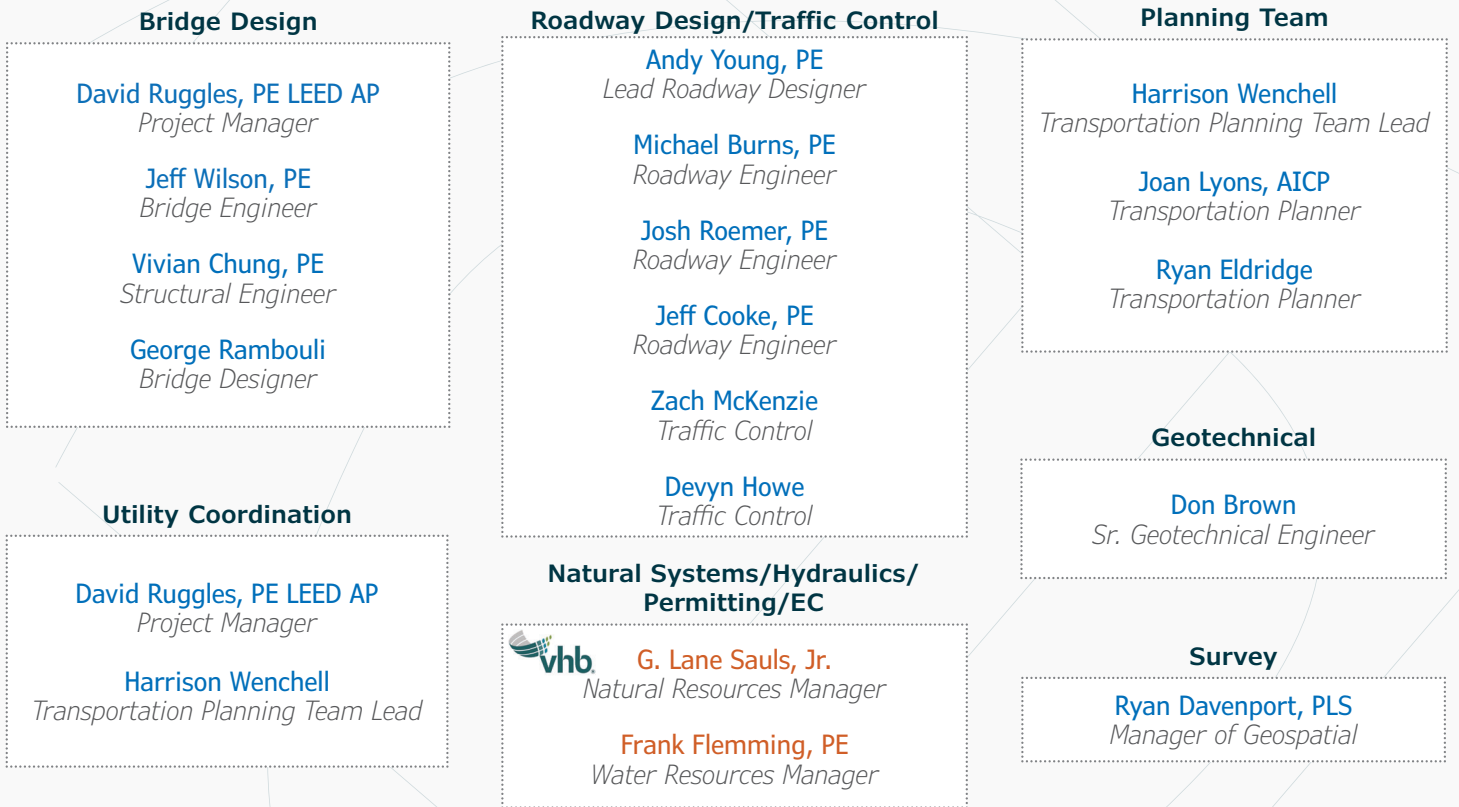 Bridge Design
David Ruggles, PE LEED AP
Project Manager
Jeff Wilson, PE
Bridge Engineer
Vivian Chung, PE
Structural Engineer
George Rambouli
Bridge Designer
Utility Coordination
David Ruggles, PE LEED AP
Project Manager
Harrison Wenchell
Transportation Planning Team Lead
Roadway Design/Traffic Control
Andy Young, PE
Lead Roadway Designer
Michael Burns, PE
Roadway Engineer
Josh Roemer, PE
Roadway Engineer
Jeff Cooke, PE
Roadway Engineer
Zach McKenzie
Traffic Control
Devyn Howe
Traffic Control
Natural Systems/Hydraulics/
Permitting/EC
vhb
G. Lane Sauls, Jr.
Natural Resources Manager
Frank Flemming, PE
Water Resources Manager
Planning Team
Harrison Wenchell
Transportation Planning Team Lead
Joan Lyons, AICP
Transportation Planner
Ryan Eldridge
Transportation Planner
Geotechnical
Don Brown
Sr. Geotechnical Engineer
Survey
Ryan Davenport, PLS
Manager of Geospatial